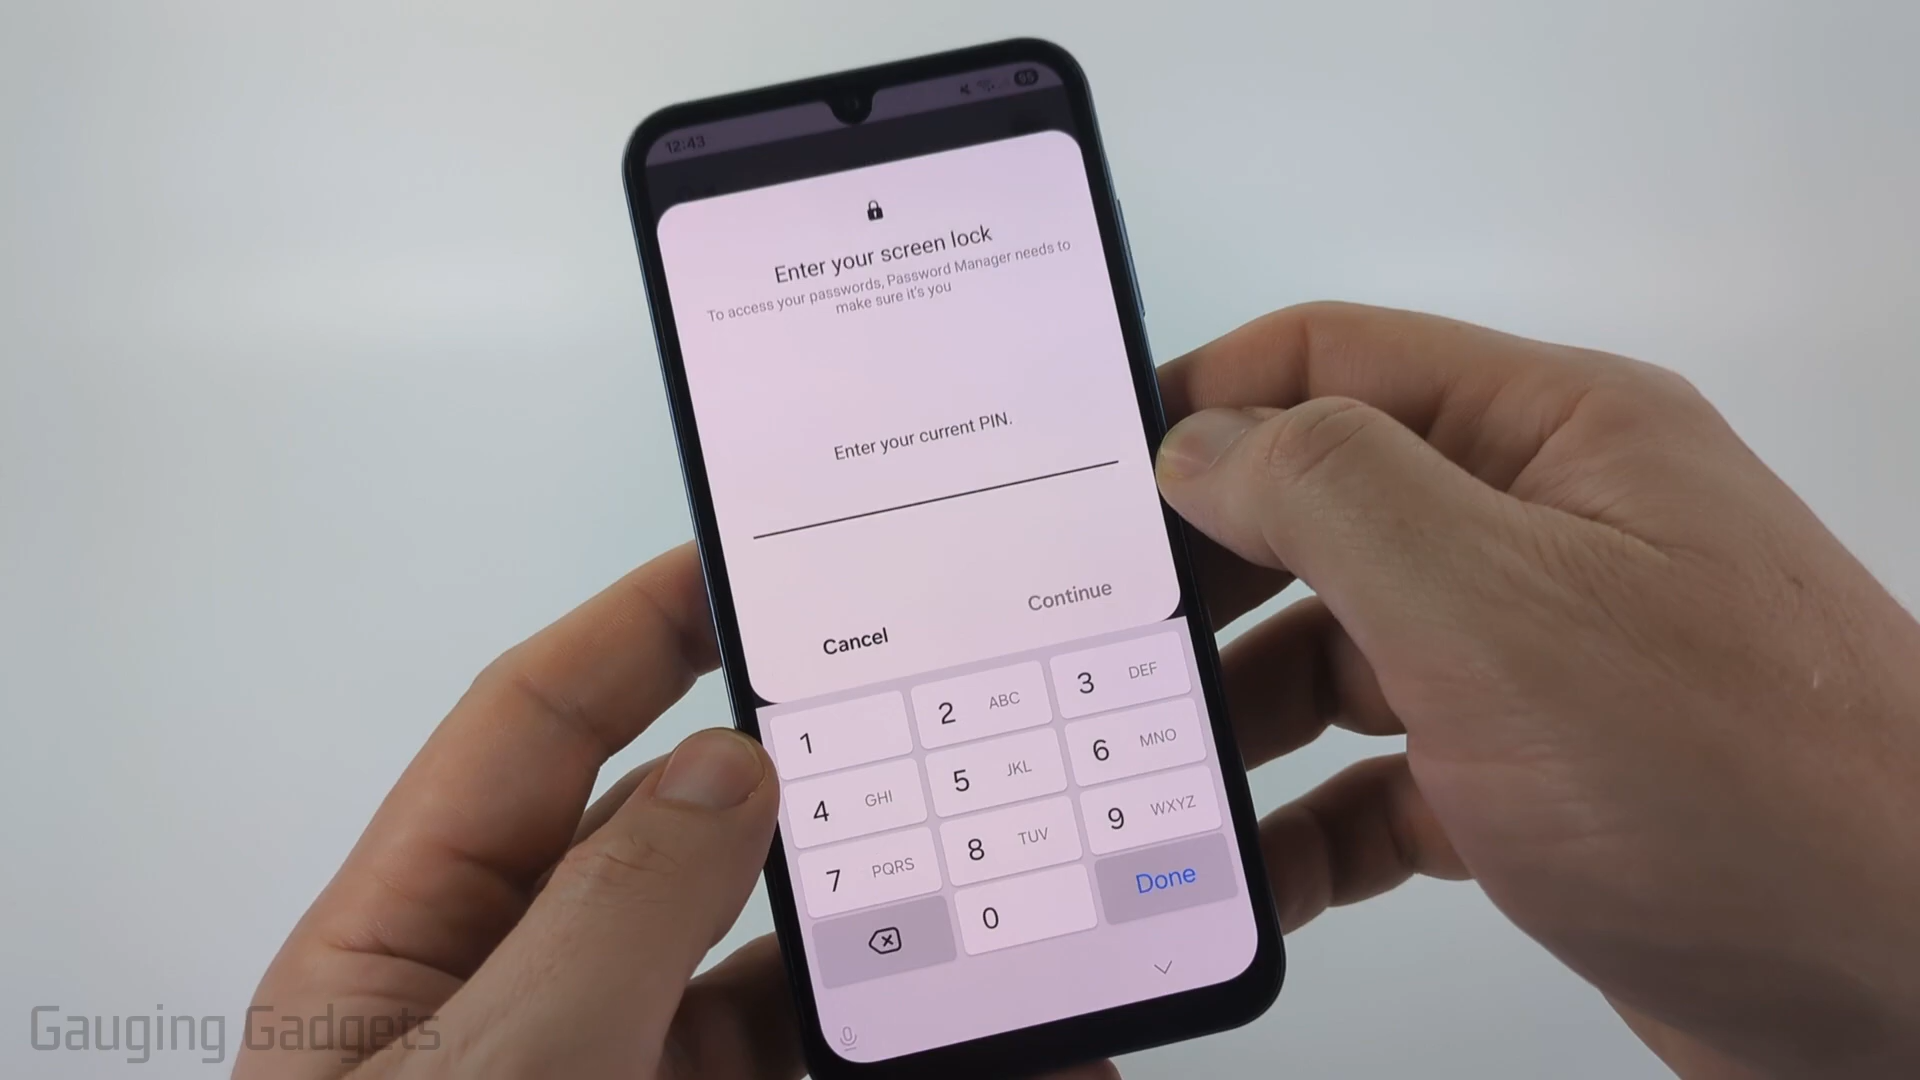 12:43
95
Enter your screen lock
To access your passwords, Password Manager needs to
make sure it's you
Enter your current PIN.
Cancel
Continue
1
2 ABC
3 DEF
4 GHI
5 JKL
6 MNO
7 PQRS
8 TUV
9 WXYZ
0
Done
Gauging Gadgets